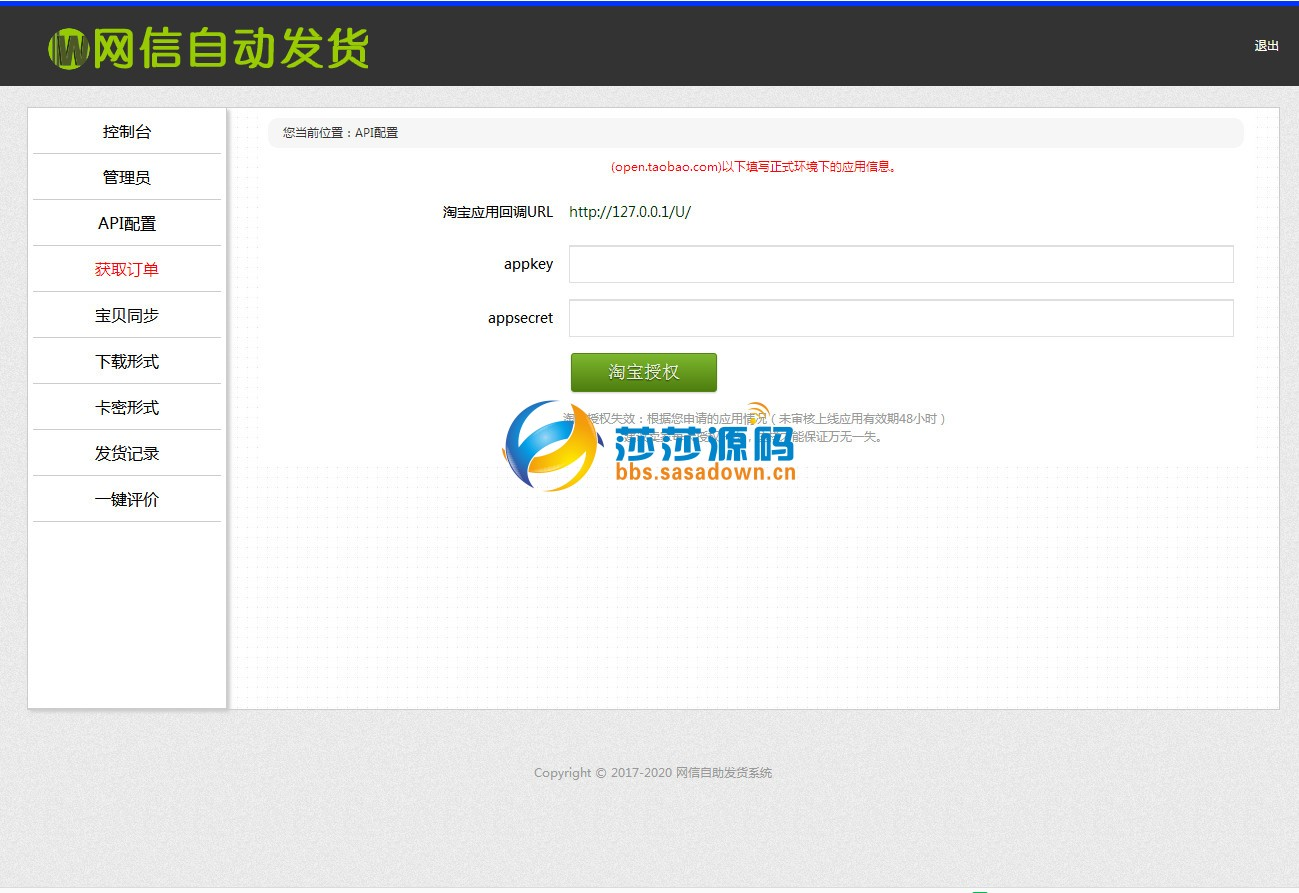 网信自动发货
退出
控制台
管理员
API配置
获取订单
宝贝同步
下载形式
卡密形式
发货记录
一键评价
您当前位置：API配置
(open.taobao.com)以下填写正式环境下的应用信息。
淘宝应用回调URL http://127.0.0.1/U/
appkey
appsecret
淘宝授权
授权失效：根据您申请的应用情况（未审核上线应用有效期48小时）
能保证万无一失。
莎莎源码
bbs.sasadown.cn
Copyright © 2017-2020 网信自助发货系统